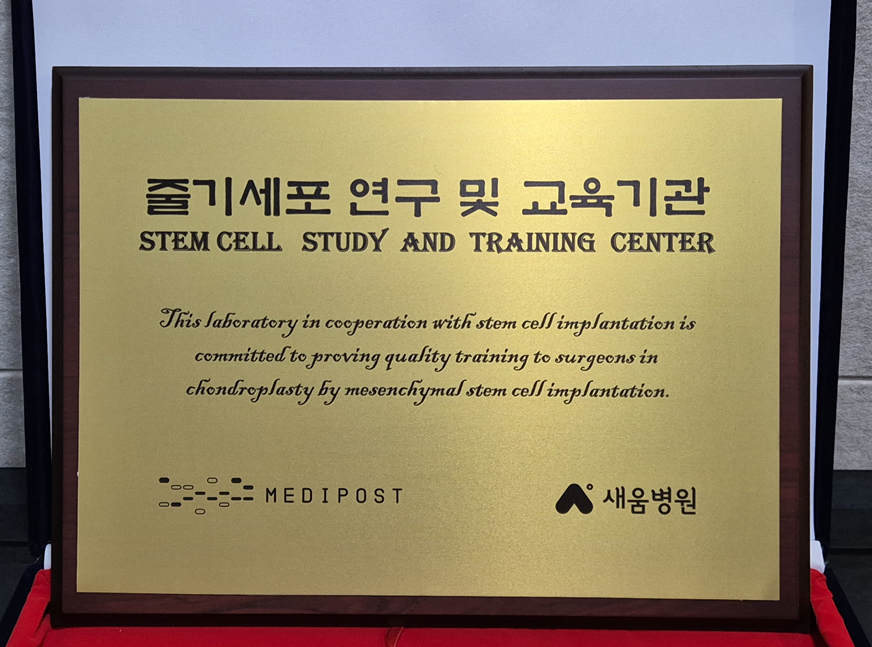 줄기세포 연구 및 교육기관
STEM CELL STUDY AND TRAINING CENTER
This laboratory in cooperation with stem cell implantation is
committed to proving quality training to surgeons in
chondroplasty by mesenchymal stem cell implantation.
MEDIPOST
새움병원